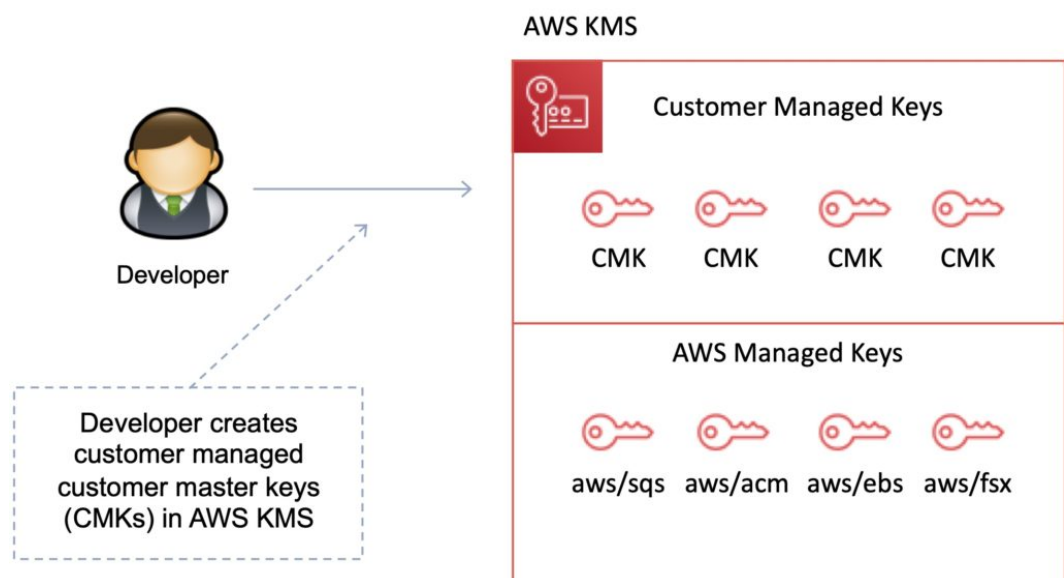 AWS KMS
Customer Managed Keys
CMK CMK CMK CMK
Developer
AWS Managed Keys
Developer creates
customer managed
customer master keys
(CMKs) in AWS KMS
aws/sqs aws/acm aws/ebs aws/fsx